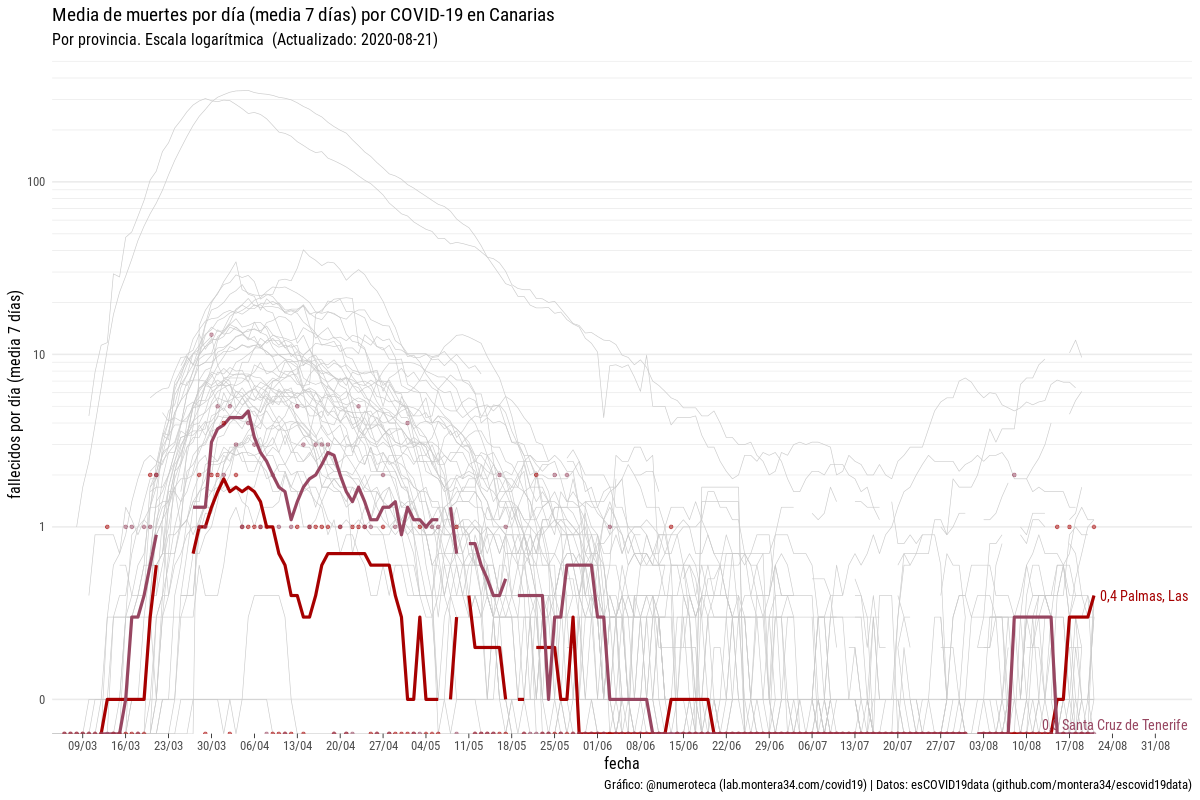 Media de muertes por día (media 7 días) por COVID-19 en Canarias
Por provincia. Escala logarítmica (Actualizado: 2020-08-21)
fallecidos por día (media 7 días)
100
10
1
0
0,4 Palmas, Las
0 Santa Cruz de Tenerife
09/03 16/03 23/03 30/03 06/04 13/04 20/04 27/04 04/05 11/05 18/05 25/05 01/06 08/06 15/06 22/06 29/06 06/07 13/07 20/07 27/07 03/08 10/08 17/08 24/08 31/08
fecha
Gráfico: @numeroteca (lab.montera34.com/covid19) | Datos: esCOVID19data (github.com/montera34/escovid19data)